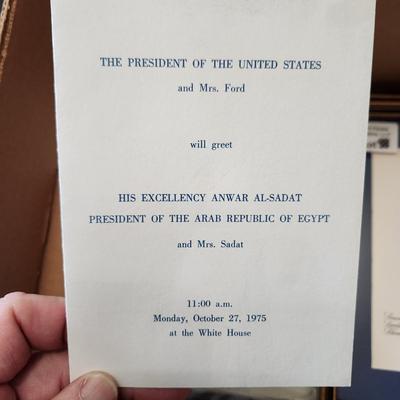 THE PRESIDENT OF THE UNITED STATES
and Mrs. Ford
will greet
HIS EXCELLENCY ANWAR AL-SADAT
PRESIDENT OF THE ARAB REPUBLIC OF EGYPT
and Mrs. Sadat
11:00 a.m.
Monday, October 27, 1975
at the White House